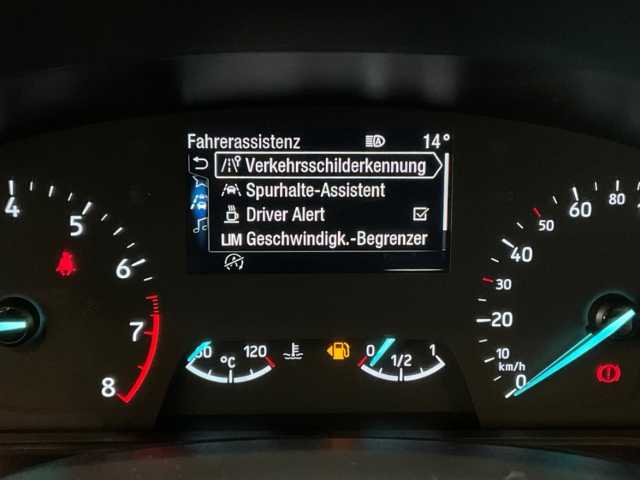 Fahrerassistenz 14°
Verkehrsschilderkennung
Spurhalte-Assistent
Driver Alert
LIM Geschwindigk.-Begrenzer
4
5
6
7
8
°C
120
0
1/2
1
0
10
km/h
20
30
40
50
60
80